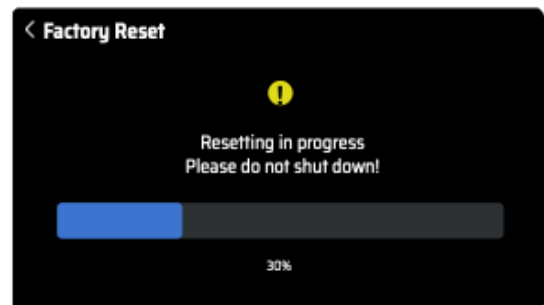 < Factory Reset
!
Resetting in progress
Please do not shut down!
30%